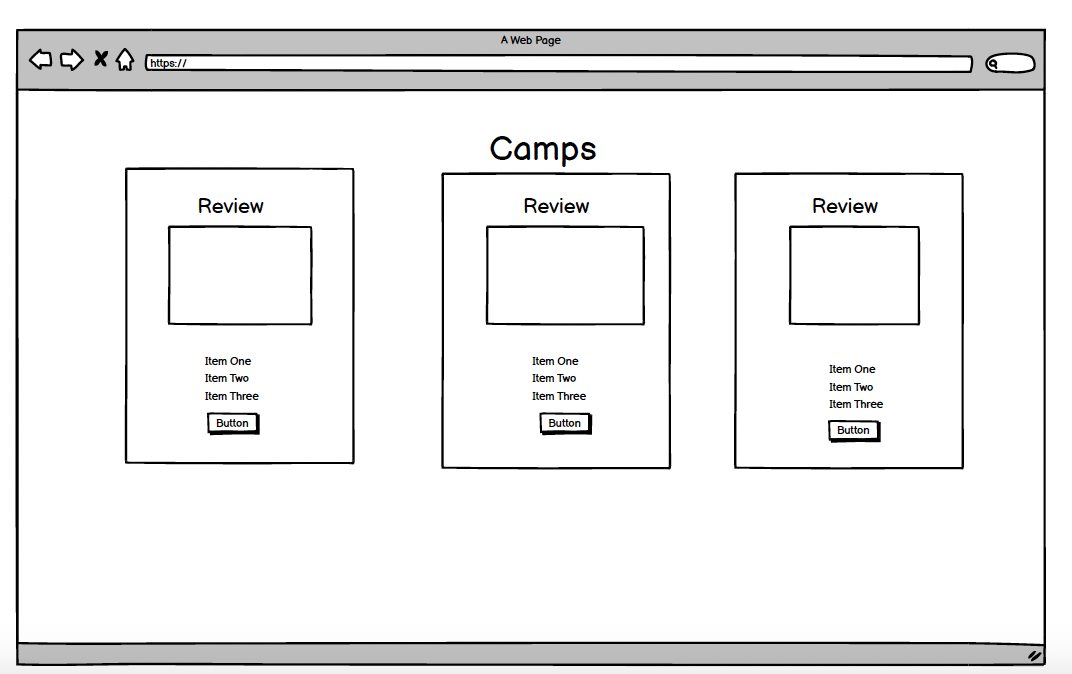 A Web Page
https://
Camps
Review
Item One
Item Two
Item Three
Button
Review
Item One
Item Two
Item Three
Button
Review
Item One
Item Two
Item Three
Button